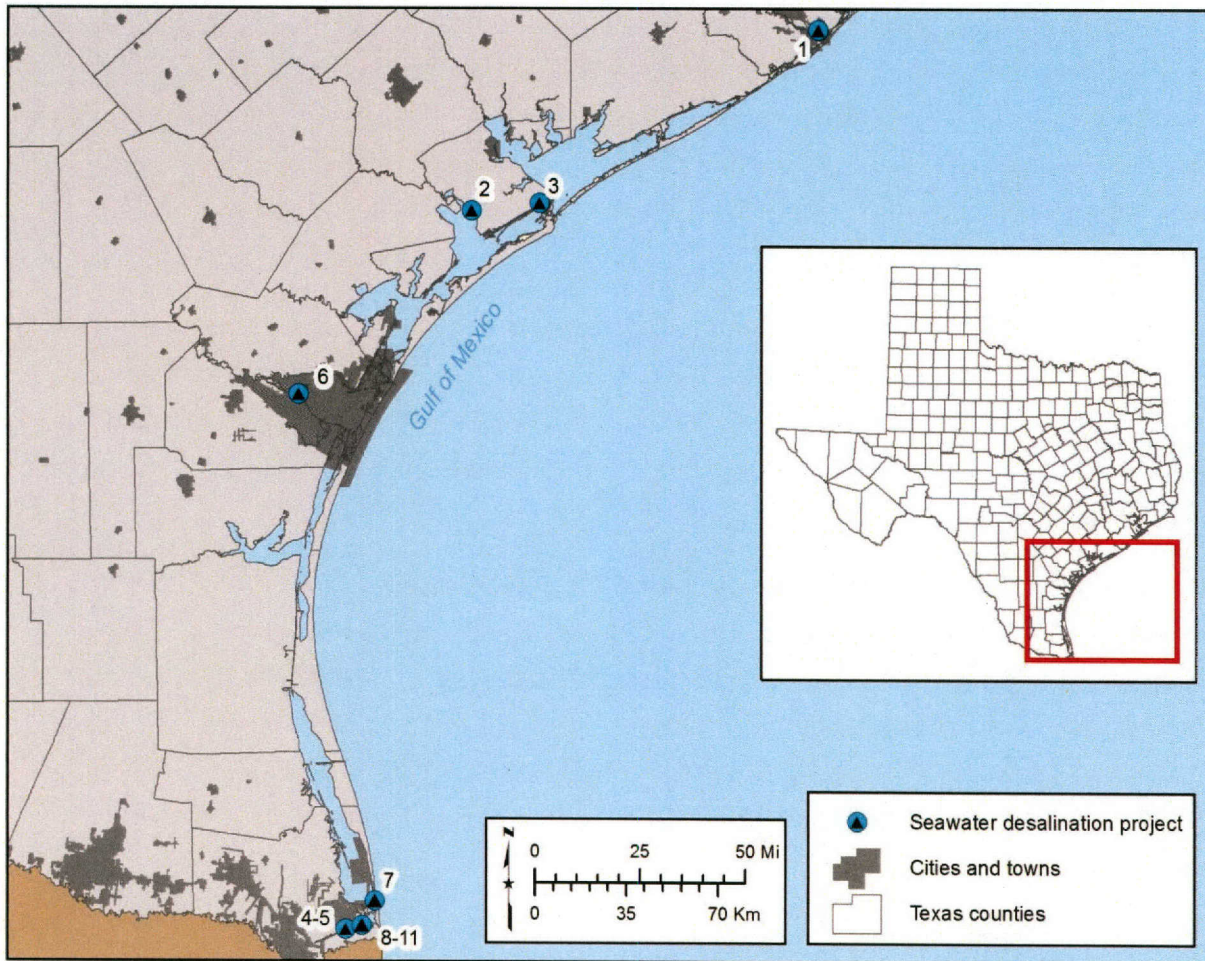 1
2
3
Gulf of Mexico
6
7
4-5
8-11
N
0 25 50 Mi
0 35 70 Km
Seawater desalination project
Cities and towns
Texas counties